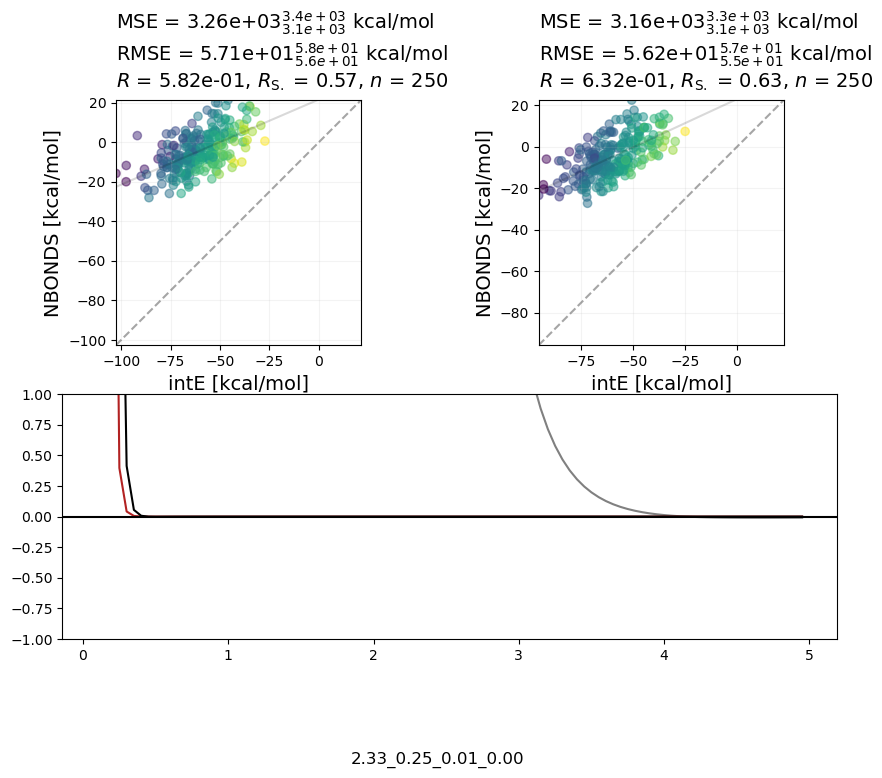 MSE = 3.26e+03 3.4e+03 3.1e+03 kcal/mol
RMSE = 5.71e+01 5.8e+01 5.6e+01 kcal/mol
R = 5.82e-01, RS. = 0.57, n = 250
20
0
−20
−40
−60
−80
−100
NBONDS [kcal/mol]
−100 −75 −50 −25 0
intE [kcal/mol]
MSE = 3.16e+03 3.3e+03 3.1e+03 kcal/mol
RMSE = 5.62e+01 5.7e+01 5.5e+01 kcal/mol
R = 6.32e-01, RS. = 0.63, n = 250
20
0
−20
−40
−60
−80
NBONDS [kcal/mol]
−75 −50 −25 0
intE [kcal/mol]
1.00
0.75
0.50
0.25
0.00
−0.25
−0.50
−0.75
−1.00
0 1 2 3 4 5
2.33_0.25_0.01_0.00